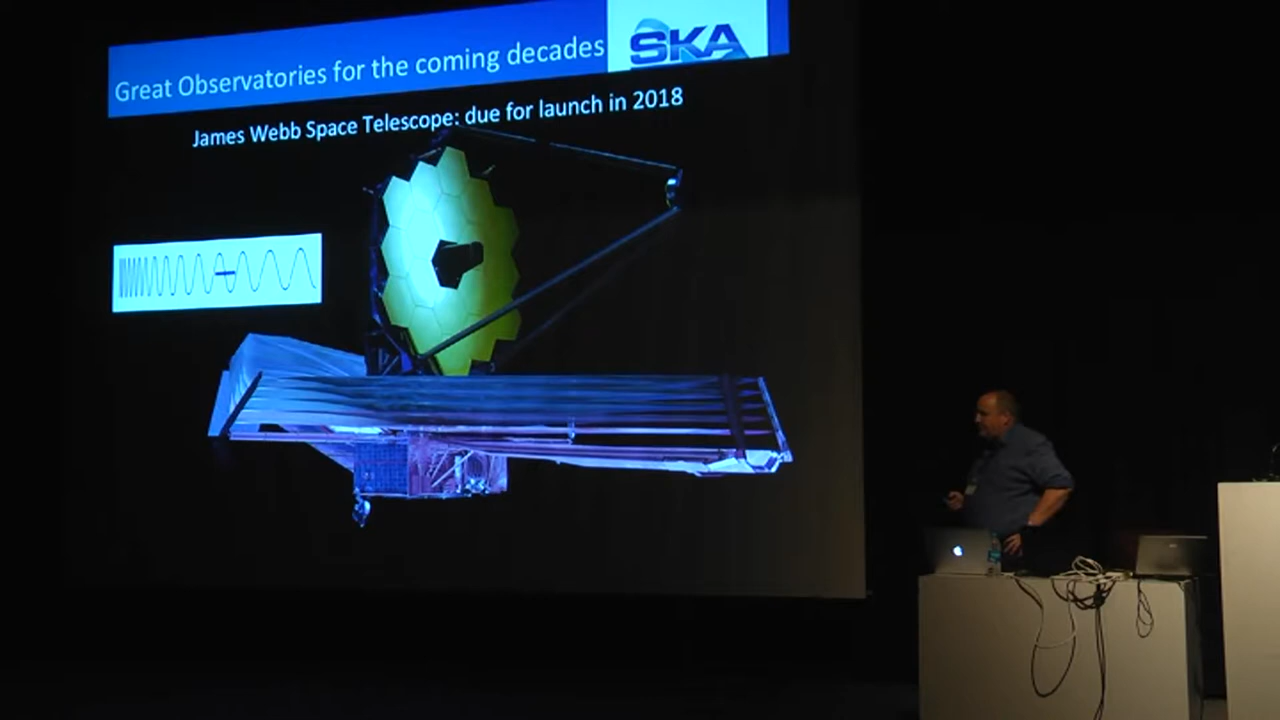 Great Observatories for the coming decades
SKA
James Webb Space Telescope: due for launch in 2018